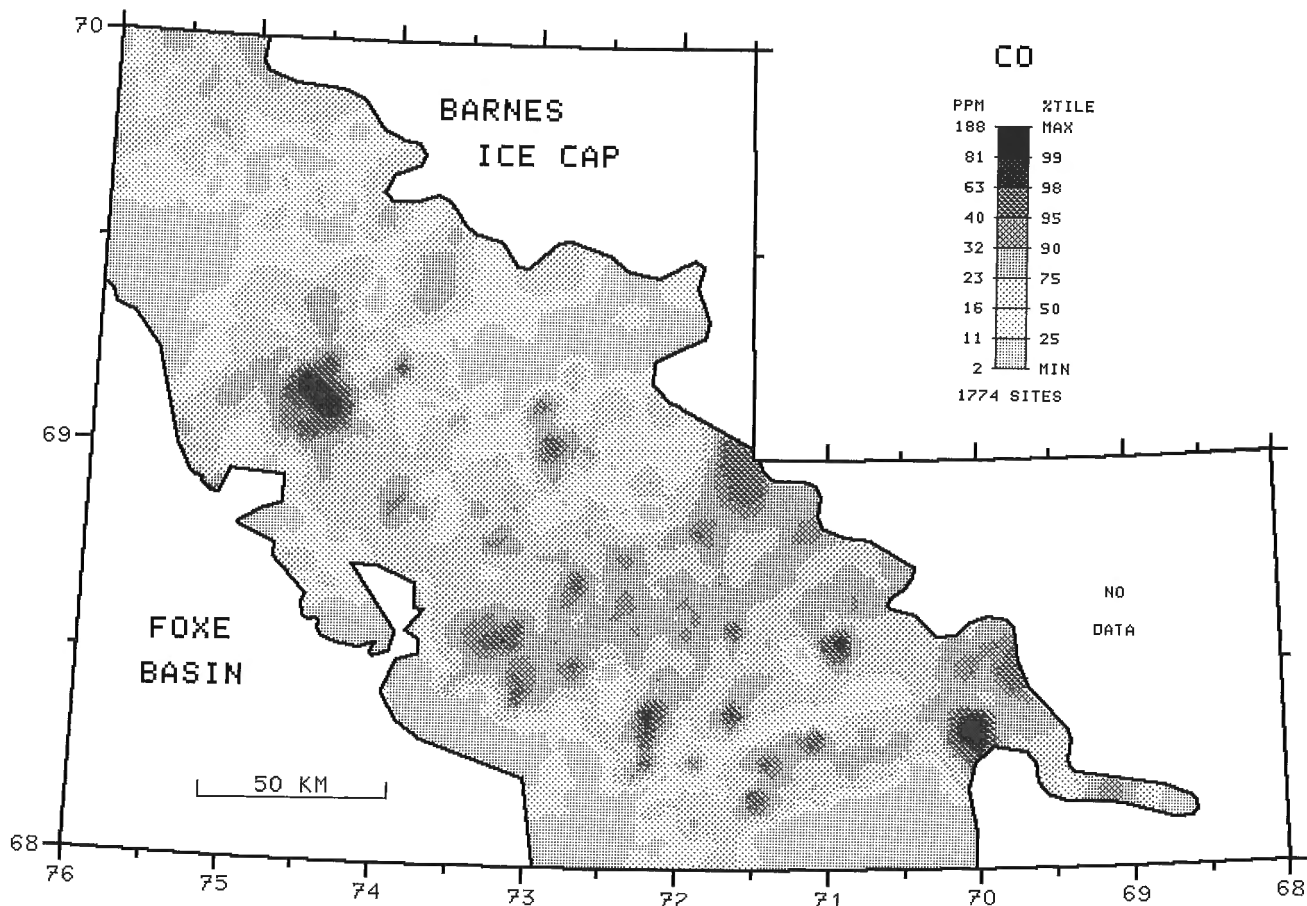 70
CO
BARNES
ICE CAP
PPM %TILE
188 MAX
81 99
63 98
40 95
32 90
23 75
16 50
11 25
2 MIN
1774 SITES
69
NO
DATA
FOXE
BASIN
50 KM
68
76 75 74 73 72 71 70 69 68